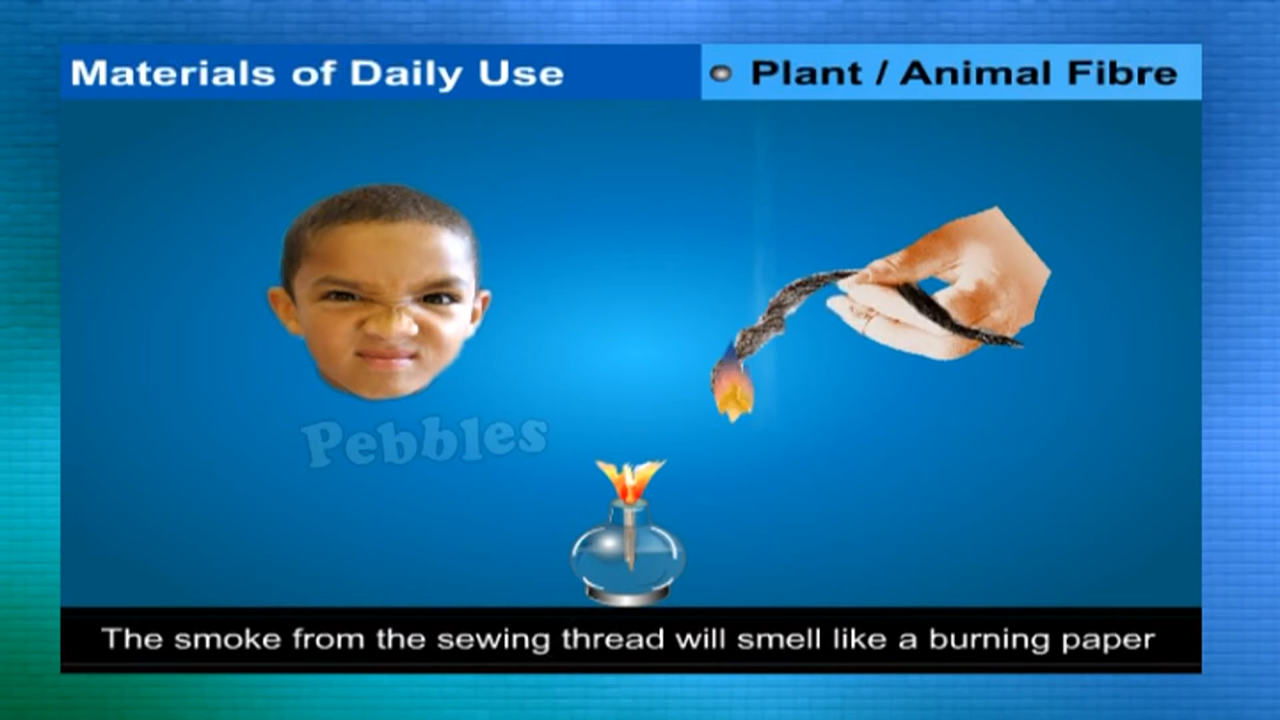 Materials of Daily Use
Plant / Animal Fibre
Pebbles
The smoke from the sewing thread will smell like a burning paper